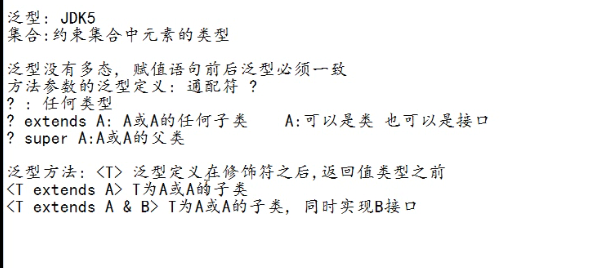 泛型: JDK5
集合:约束集合中元素的类型
泛型没有多态, 赋值语句前后泛型必须一致
方法参数的泛型定义: 通配符 ?
? : 任何类型
? extends A: A或A的任何子类 A:可以是类 也可以是接口
? super A:A或A的父类
泛型方法: <T> 泛型定义在修饰符之后,返回值类型之前
<T extends A> T为A或A的子类
<T extends A & B> T为A或A的子类, 同时实现B接口